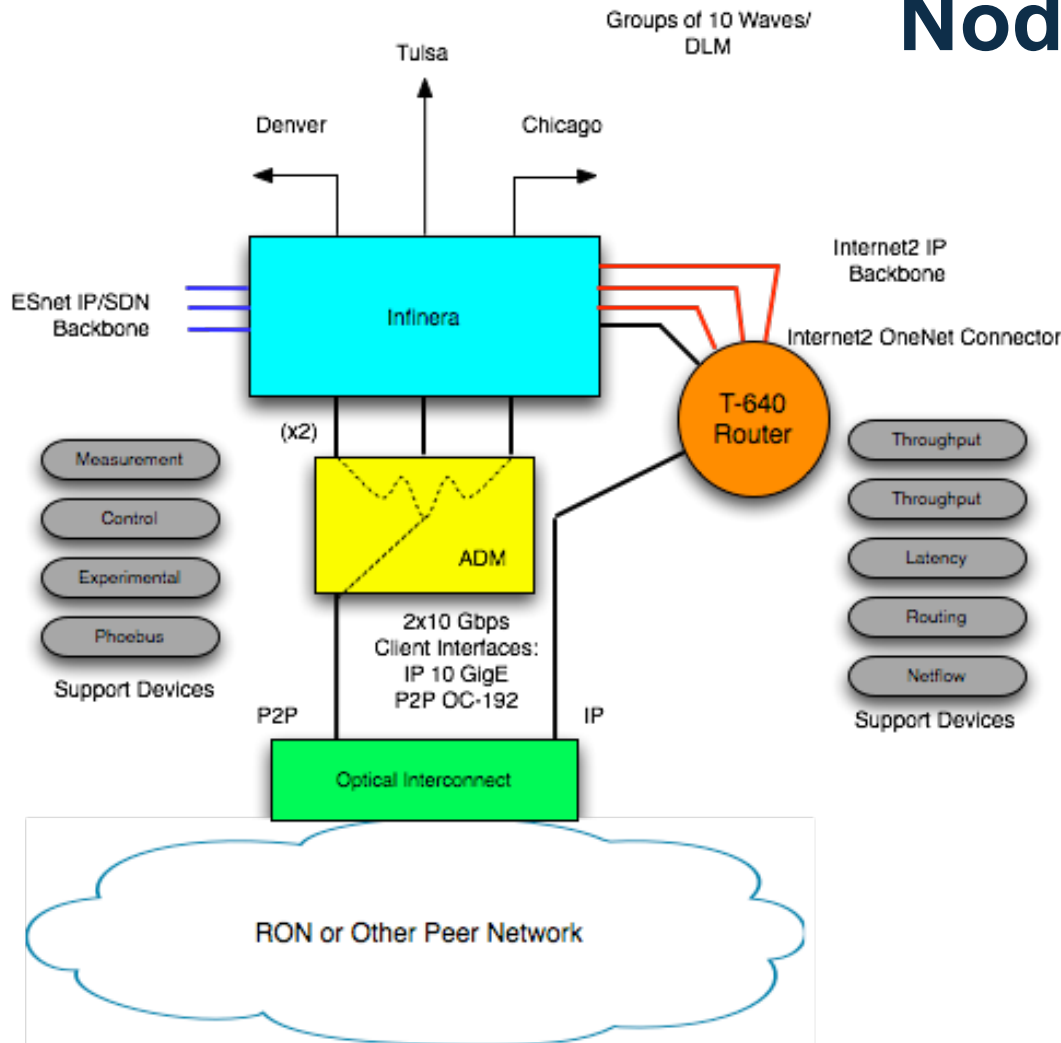 Nod
Groups of 10 Waves/
DLM
Tulsa
Denver
Chicago
Internet2 IP
Backbone
ESnet IP/SDN
Backbone
Infinera
Internet2 OneNet Connector
T-640
Router
(x2)
Measurement
Control
Experimental
Phoebus
Support Devices
ADM
Throughput
Throughput
Latency
Routing
Netflow
Support Devices
2x10 Gbps
Client Interfaces:
IP 10 GigE
P2P OC-192
P2P
IP
Optical Interconnect
RON or Other Peer Network